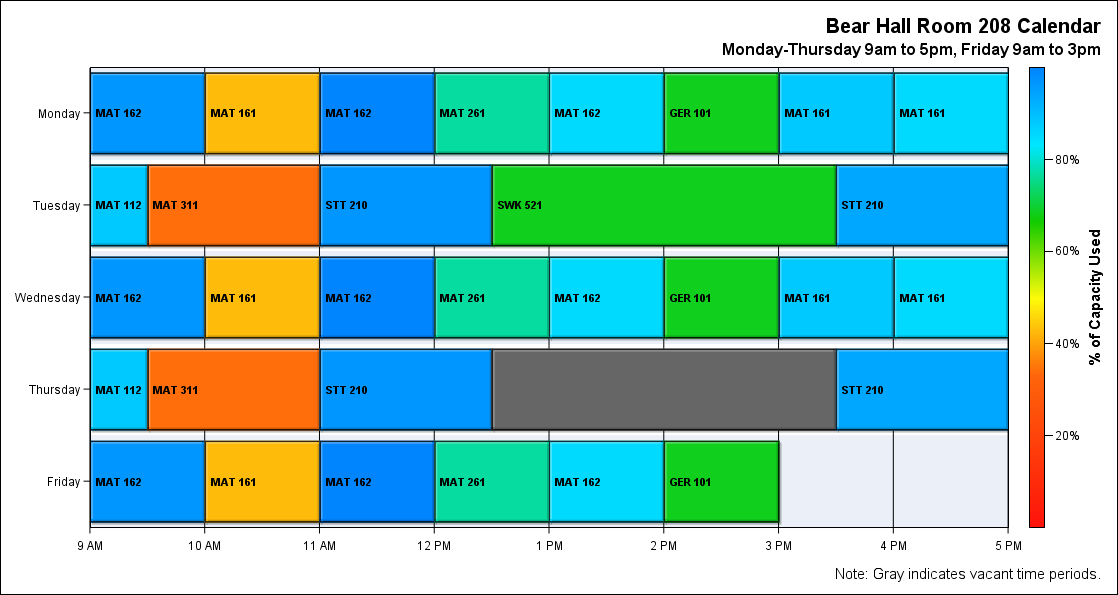 Bear Hall Room 208 Calendar
Monday-Thursday 9am to 5pm, Friday 9am to 3pm
Monday
MAT 162 MAT 161 MAT 162 MAT 261 MAT 162 GER 101 MAT 161 MAT 161
Tuesday
MAT 112 MAT 311 STT 210 SWK 521 STT 210
Wednesday
MAT 162 MAT 161 MAT 162 MAT 261 MAT 162 GER 101 MAT 161 MAT 161
Thursday
MAT 112 MAT 311 STT 210 STT 210
Friday
MAT 162 MAT 161 MAT 162 MAT 261 MAT 162 GER 101
9 AM 10 AM 11 AM 12 PM 1 PM 2 PM 3 PM 4 PM 5 PM
80%
60%
40%
20%
% of Capacity Used
Note: Gray indicates vacant time periods.